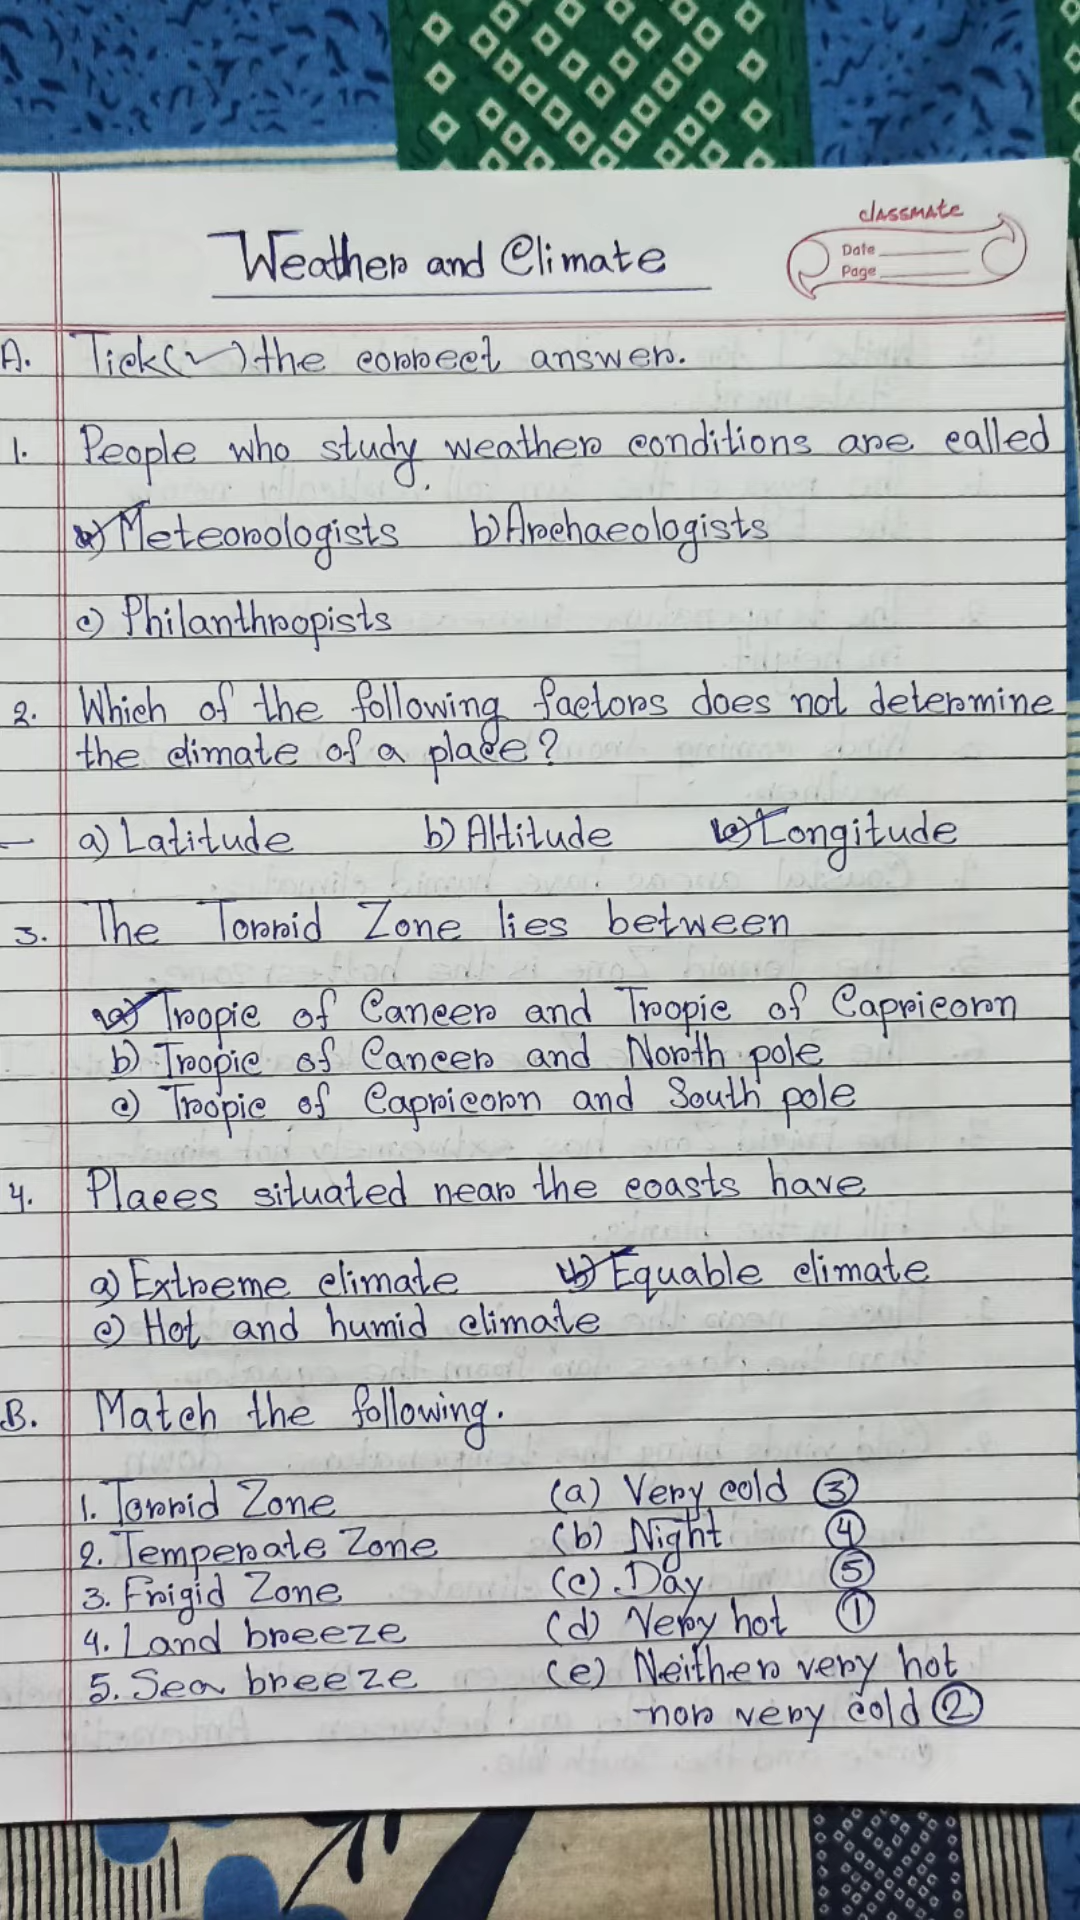 classmate
Date
Page
Weather and Climate
A. Tick(✓) the correct answer.
1. People who study weather conditions are called
a) Meteorologists b) Archaeologists
c) Philanthropists
2. Which of the following factors does not determine
the climate of a place?
a) Latitude b) Altitude c) Longitude
3. The Torrid Zone lies between
a) Tropic of Cancer and Tropic of Capricorn
b) Tropic of Cancer and North pole
c) Tropic of Capricorn and South pole
4. Places situated near the coasts have
a) Extreme climate b) Equable climate
c) Hot and humid climate
B. Match the following.
1. Torrid Zone (a) Very cold ③
2. Temperate Zone (b) Night ④
3. Frigid Zone (c) Day ⑤
4. Land breeze (d) Very hot ①
5. Sea breeze (e) Neither very hot
nor very cold ②